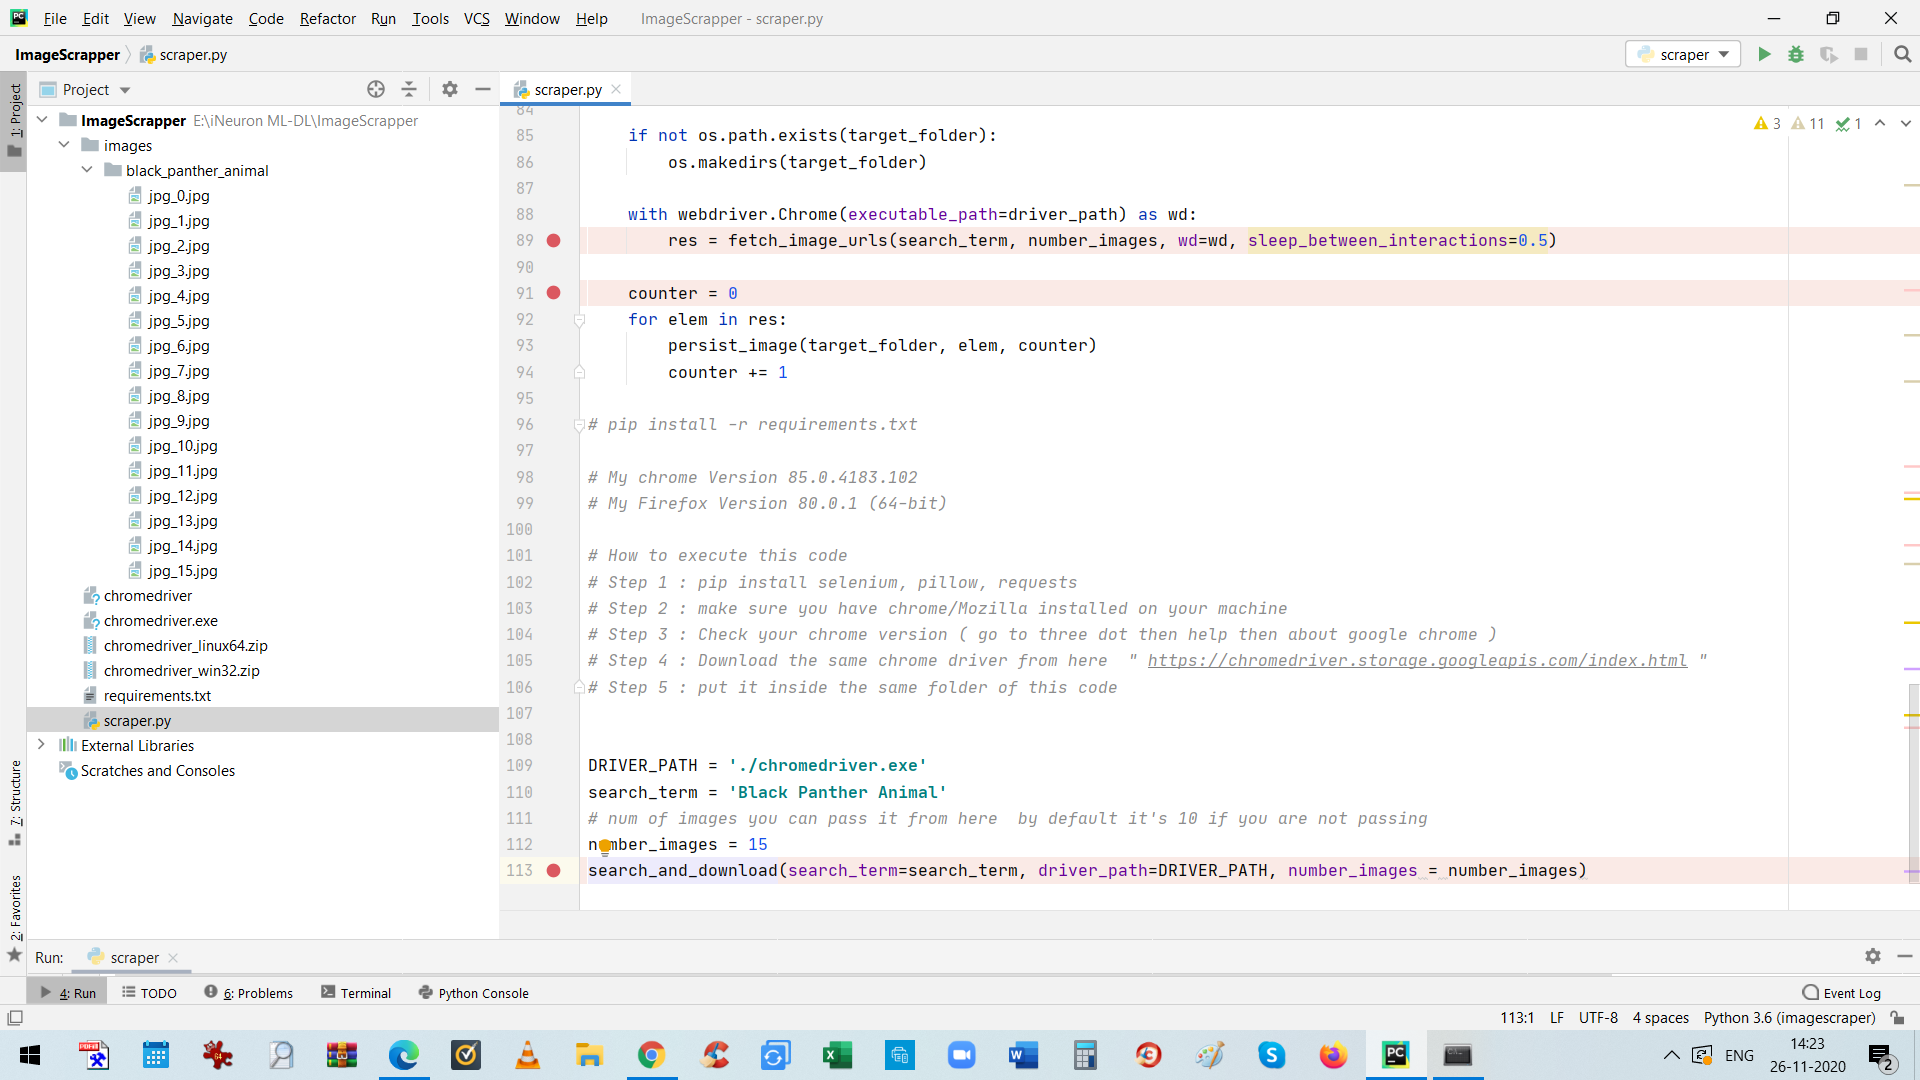 File Edit View Navigate Code Refactor Run Tools VCS Window Help ImageScrapper - scraper.py
ImageScrapper scraper.py scraper
1: Project
Project
scraper.py
ImageScrapper E:\iNeuron ML-DL\ImageScrapper
images
black_panther_animal
jpg_0.jpg
jpg_1.jpg
jpg_2.jpg
jpg_3.jpg
jpg_4.jpg
jpg_5.jpg
jpg_6.jpg
jpg_7.jpg
jpg_8.jpg
jpg_9.jpg
jpg_10.jpg
jpg_11.jpg
jpg_12.jpg
jpg_13.jpg
jpg_14.jpg
jpg_15.jpg
chromedriver
chromedriver.exe
chromedriver_linux64.zip
chromedriver_win32.zip
requirements.txt
scraper.py
External Libraries
Scratches and Consoles
7: Structure
2: Favorites
3 11 1
84
85 if not os.path.exists(target_folder):
86 os.makedirs(target_folder)
87
88 with webdriver.Chrome(executable_path=driver_path) as wd:
89 res = fetch_image_urls(search_term, number_images, wd=wd, sleep_between_interactions=0.5)
90
91 counter = 0
92 for elem in res:
93 persist_image(target_folder, elem, counter)
94 counter += 1
95
96 # pip install -r requirements.txt
97
98 # My chrome Version 85.0.4183.102
99 # My Firefox Version 80.0.1 (64-bit)
100
101 # How to execute this code
102 # Step 1 : pip install selenium, pillow, requests
103 # Step 2 : make sure you have chrome/Mozilla installed on your machine
104 # Step 3 : Check your chrome version ( go to three dot then help then about google chrome )
105 # Step 4 : Download the same chrome driver from here " https://chromedriver.storage.googleapis.com/index.html "
106 # Step 5 : put it inside the same folder of this code
107
108
109 DRIVER_PATH = './chromedriver.exe'
110 search_term = 'Black Panther Animal'
111 # num of images you can pass it from here by default it's 10 if you are not passing
112 number_images = 15
113 search_and_download(search_term=search_term, driver_path=DRIVER_PATH, number_images = number_images)
Run: scraper
4: Run TODO 6: Problems Terminal Python Console Event Log
113:1 LF UTF-8 4 spaces Python 3.6 (imagescraper)
ENG
14:23
26-11-2020
2